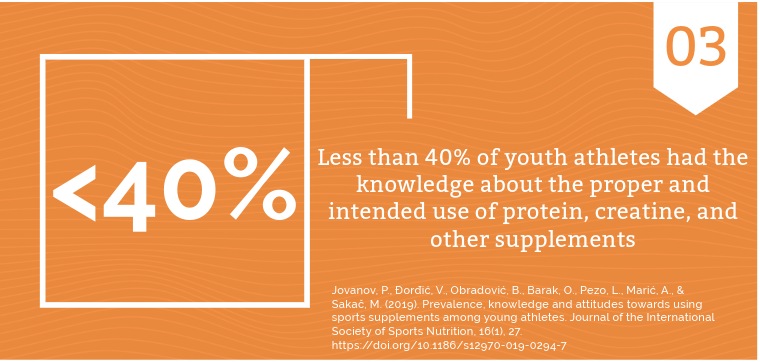 03
<40%
Less than 40% of youth athletes had the
knowledge about the proper and
intended use of protein, creatine, and
other supplements
Jovanov, P., Đorđić, V., Obradović, B., Barak, O., Pezo, L., Marić, A., &
Sakač, M. (2019). Prevalence, knowledge and attitudes towards using
sports supplements among young athletes. Journal of the International
Society of Sports Nutrition, 16(1), 27.
https://doi.org/10.1186/s12970-019-0294-7